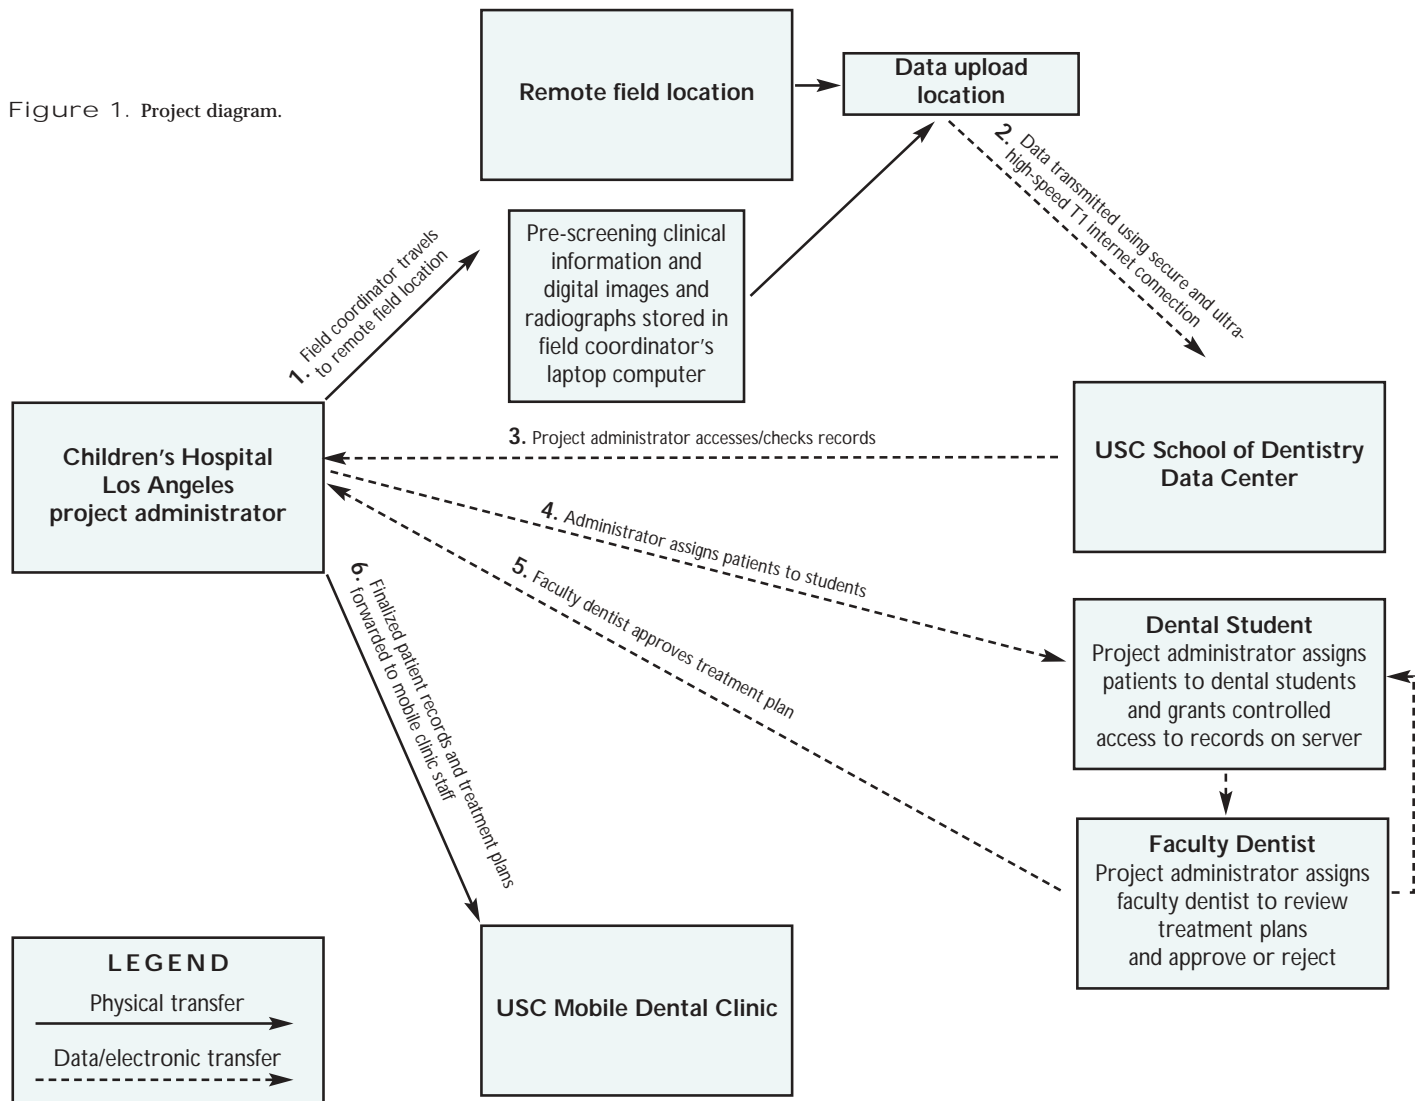 Figure 1. Project diagram.
Remote field location
Data upload
location
1. Field coordinator travels
to remote field location
Pre-screening clinical
information and
digital images and
radiographs stored in
field coordinator's
laptop computer
2. Data transmitted using secure and ultra-
high-speed T1 internet connection
Children's Hospital
Los Angeles
project administrator
3. Project administrator accesses/checks records
USC School of Dentistry
Data Center
4. Administrator assigns patients to students
5. Faculty dentist approves treatment plan
6. Finalized patient records and treatment plans
forwarded to mobile clinic staff
Dental Student
Project administrator assigns
patients to dental students
and grants controlled
access to records on server
Faculty Dentist
Project administrator assigns
faculty dentist to review
treatment plans
and approve or reject
USC Mobile Dental Clinic
LEGEND
Physical transfer
Data/electronic transfer